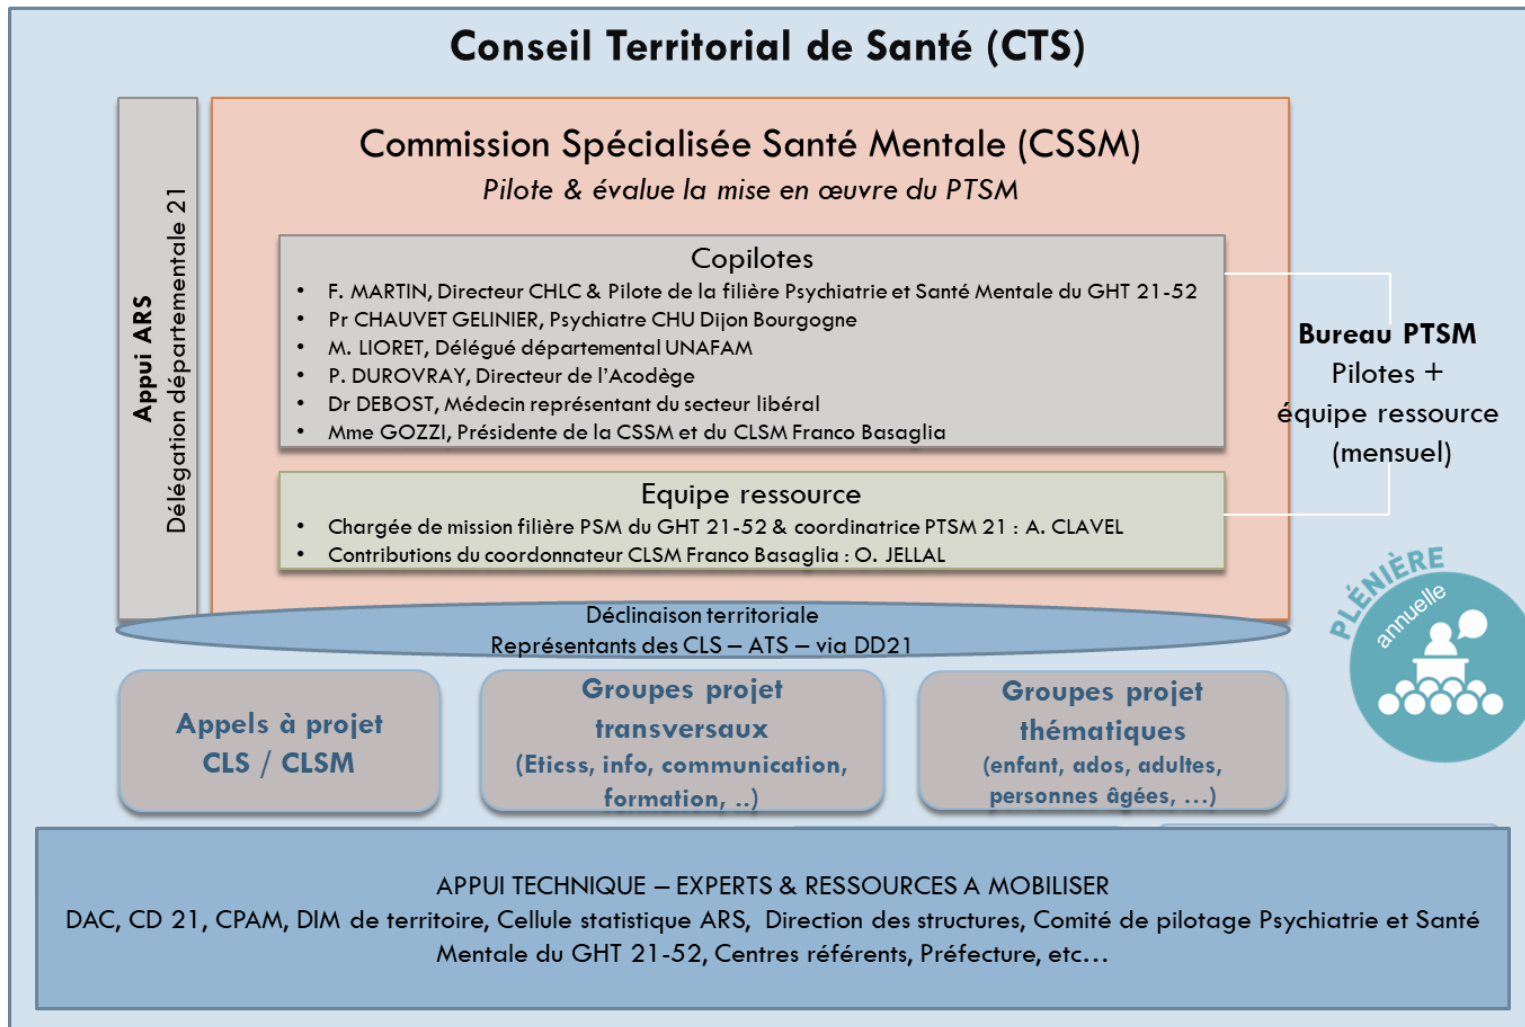 Conseil Territorial de Santé (CTS)
Appui ARS
Délégation départementale 21
Commission Spécialisée Santé Mentale (CSSM)
Pilote & évalue la mise en œuvre du PTSM
Copilotes
• F. MARTIN, Directeur CHLC & Pilote de la filière Psychiatrie et Santé Mentale du GHT 21-52
• Pr CHAUVET GELINIER, Psychiatre CHU Dijon Bourgogne
• M. LIORET, Délégué départemental UNAFAM
• P. DUROVRAY, Directeur de l’Acodège
• Dr DEBOST, Médecin représentant du secteur libéral
• Mme GOZZI, Présidente de la CSSM et du CLSM Franco Basaglia
Equipe ressource
• Chargée de mission filière PSM du GHT 21-52 & coordinatrice PTSM 21 : A. CLAVEL
• Contributions du coordonnateur CLSM Franco Basaglia : O. JELLAL
Bureau PTSM
Pilotes +
équipe ressource
(mensuel)
PLÉNIÈRE
annuelle
Déclinaison territoriale
Représentants des CLS – ATS – via DD21
Appels à projet
CLS / CLSM
Groupes projet
transversaux
(Eticss, info, communication,
formation, ..)
Groupes projet
thématiques
(enfant, ados, adultes,
personnes âgées, …)
APPUI TECHNIQUE – EXPERTS & RESSOURCES A MOBILISER
DAC, CD 21, CPAM, DIM de territoire, Cellule statistique ARS, Direction des structures, Comité de pilotage Psychiatrie et Santé
Mentale du GHT 21-52, Centres référents, Préfecture, etc…